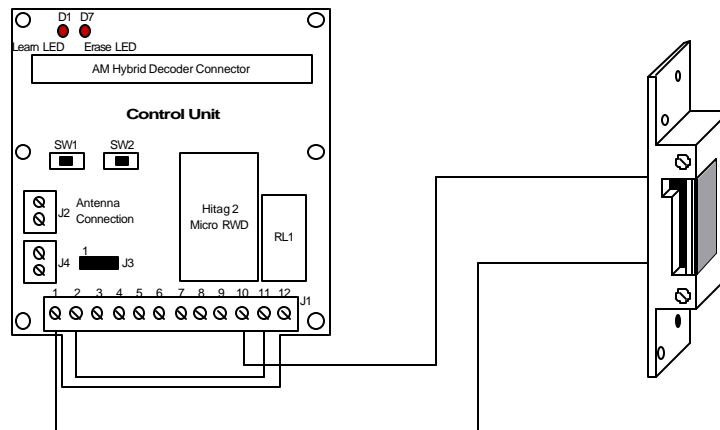 D1 D7
Learn LED Erase LED
AM Hybrid Decoder Connector
Control Unit
SW1 SW2
J2 Antenna
Connection
Hitag 2
Micro RWD
RL1
J4 1 J3
1 2 3 4 5 6 7 8 9 10 11 12
J1